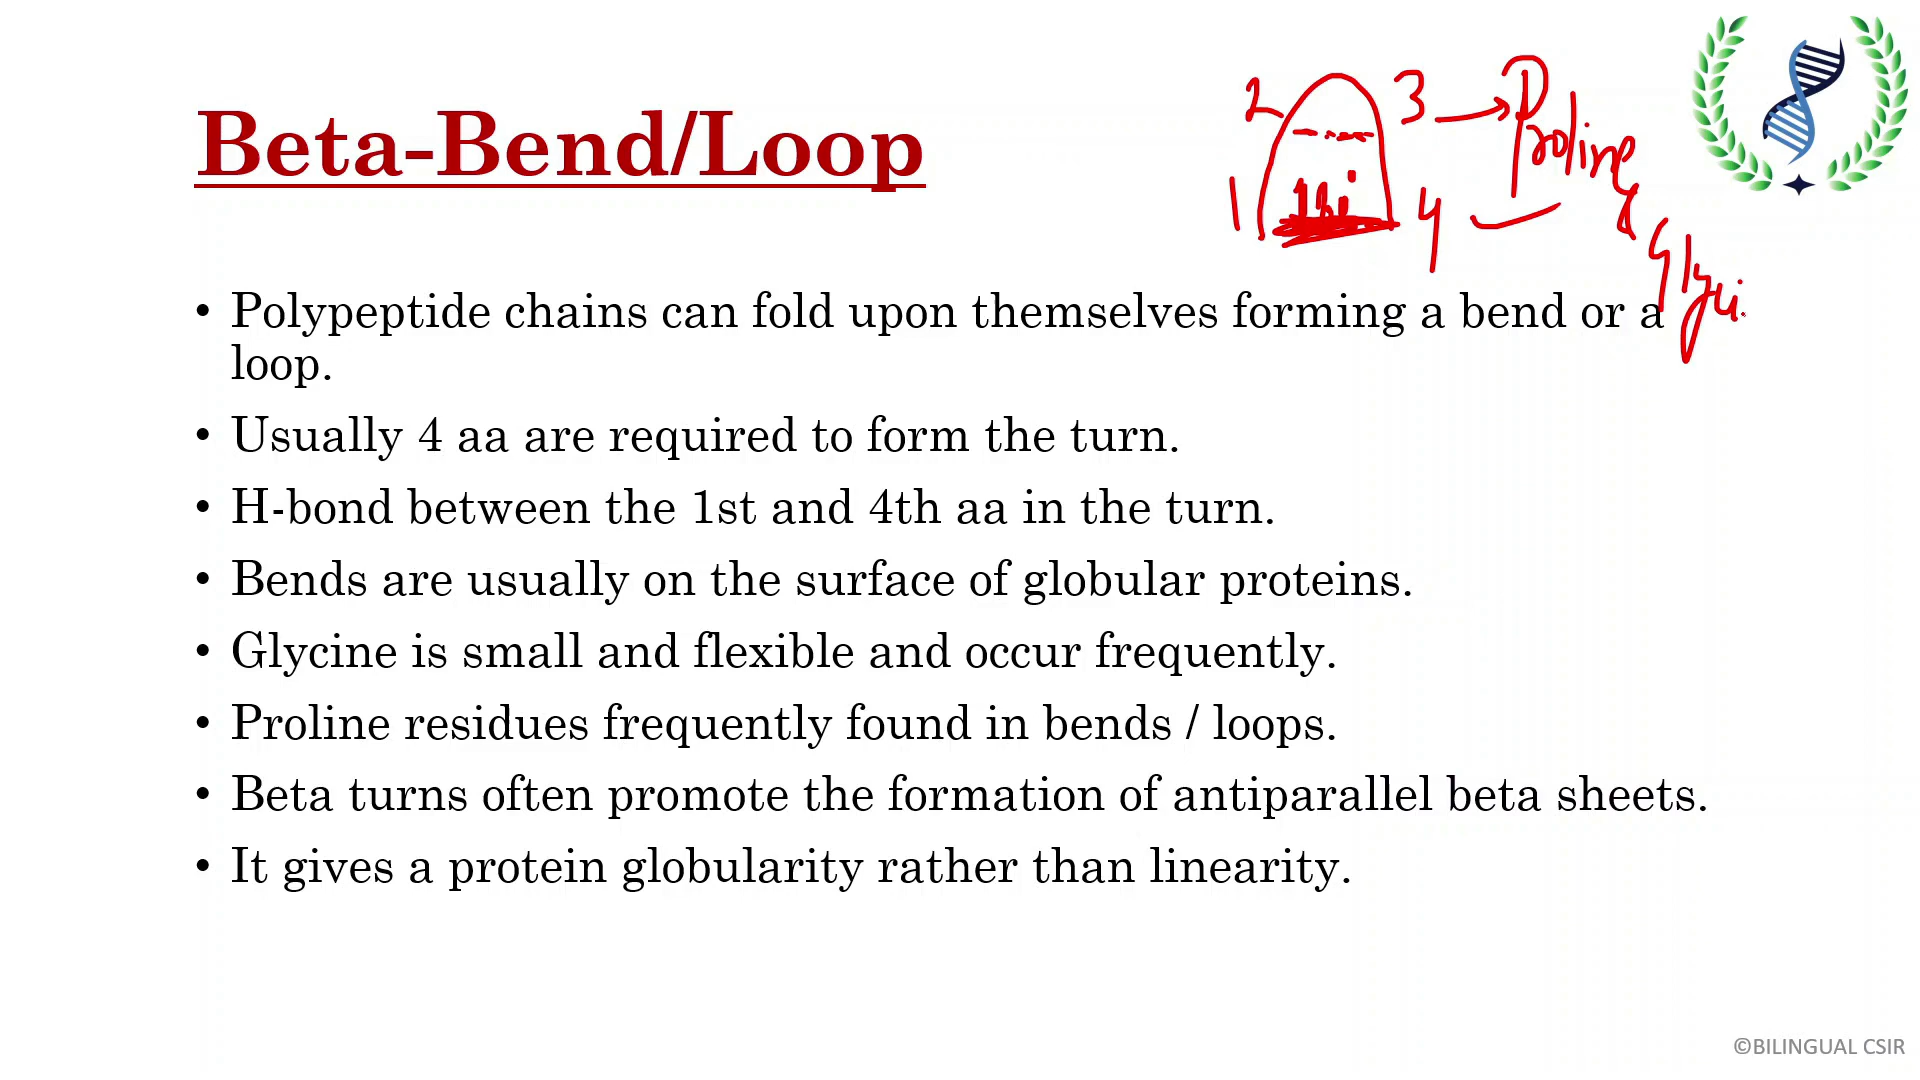 Beta-Bend/Loop
2
3
Proline
1
4
&
• Polypeptide chains can fold upon themselves forming a bend or a
loop.
• Usually 4 aa are required to form the turn.
• H-bond between the 1st and 4th aa in the turn.
• Bends are usually on the surface of globular proteins.
• Glycine is small and flexible and occur frequently.
• Proline residues frequently found in bends / loops.
• Beta turns often promote the formation of antiparallel beta sheets.
• It gives a protein globularity rather than linearity.
©BILINGUAL CSIR